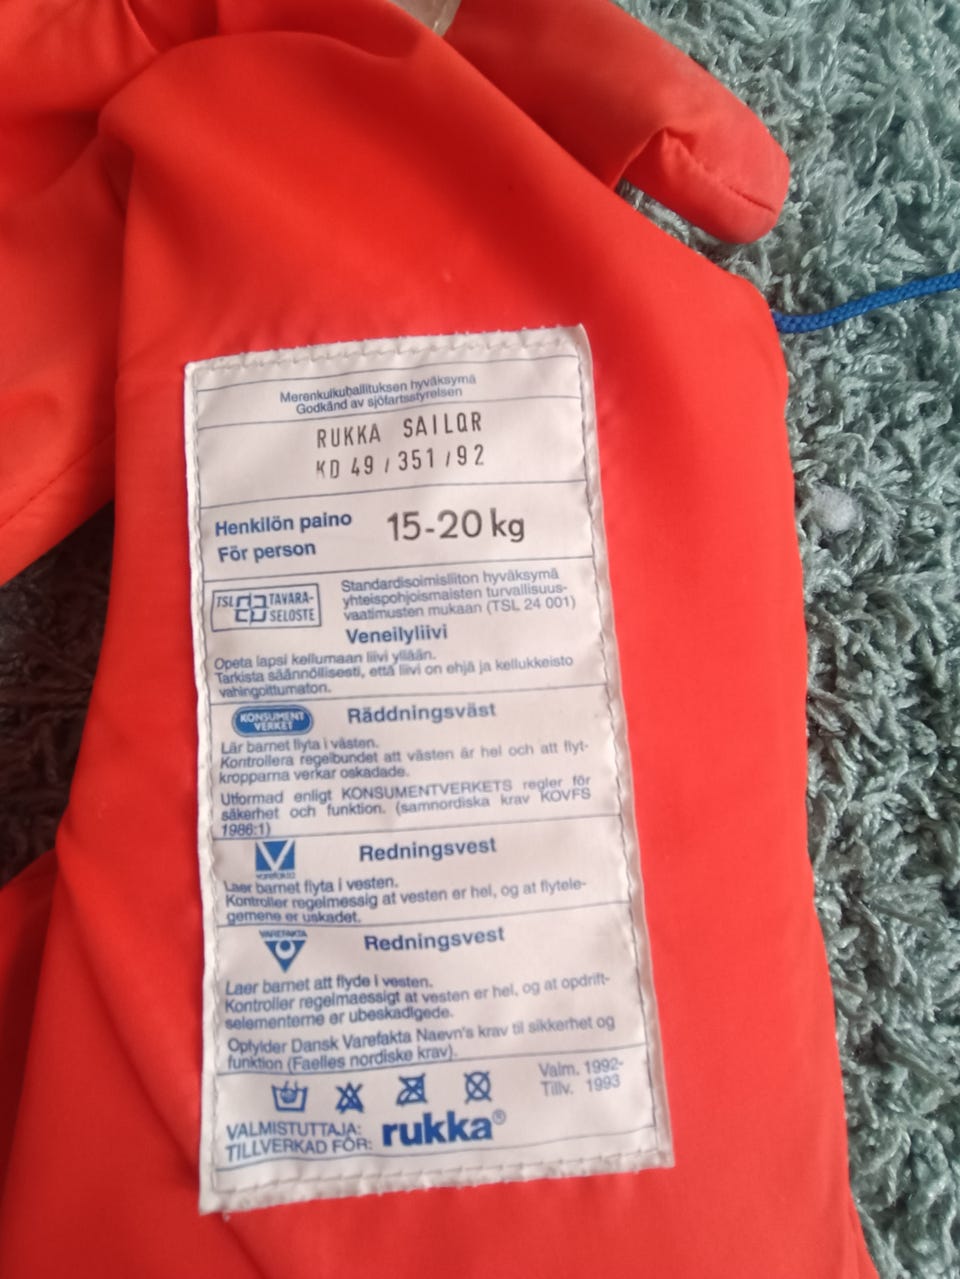 Merenkulkuhallituksen hyväksymä
Godkänd av sjöfartsstyrelsen
RUKKA SAILOR
KD 49/351/92
Henkilön paino
För person
15-20 kg
TSL TAVARA-
SELOSTE
Standardisoimisliiton hyväksymä
yhteispohjoismaisten turvallisuus-
vaatimusten mukaan (TSL 24 001)
Veneilyliivi
Opeta lapsi kellumaan liivi yllään.
Tarkista säännöllisesti, että liivi on ehjä ja kellukkeisto
vahingoittumaton.
KONSUMENT
VERKET
Räddningsväst
Lär barnet flyta i västen.
Kontrollera regelbundet att västen är hel och att flyt-
kropparna verkar oskadade.
Utformad enligt KONSUMENTVERKETS regler för
säkerhet och funktion. (samnordiska krav KOVFS
1986:1)
varefakta
Redningsvest
Laer barnet flyta i vesten.
Kontroller regelmessig at vesten er hel, og at flytele-
gemene er uskadet.
VAREFAKTA
Redningsvest
Laer barnet att flyde i vesten.
Kontroller regelmaessigt at vesten er hel, og at opdrift-
selementerne er ubeskadigede.
Opfylder Dansk Varefakta Naevn's krav til sikkerhet og
funktion (Faelles nordiske krav).
Valm. 1992-
Tillv. 1993
VALMISTUTTAJA:
TILLVERKAD FÖR:
rukka®